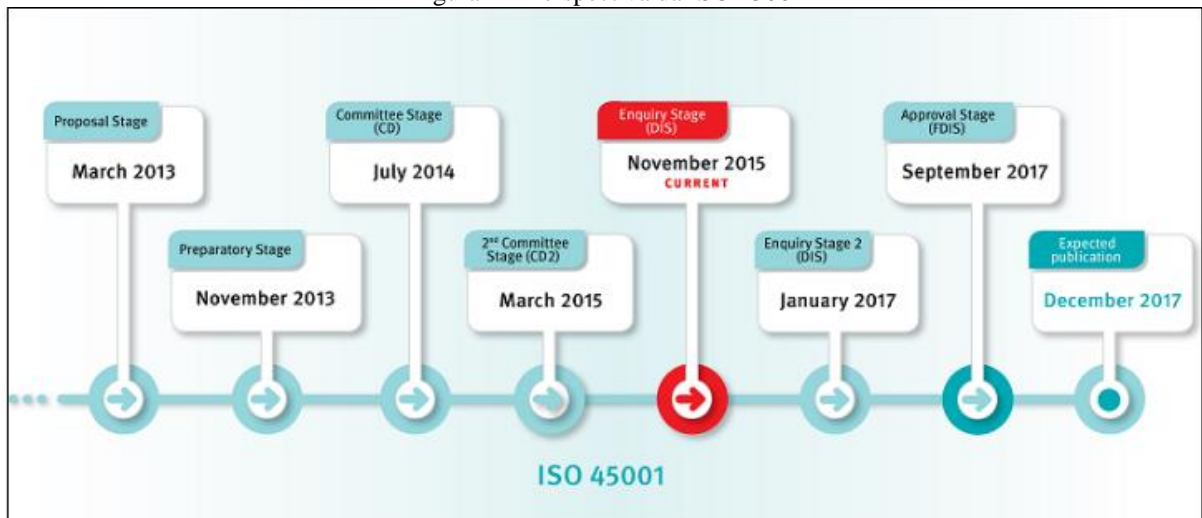 Proposal Stage
March 2013
Preparatory Stage
November 2013
Committee Stage
(CD)
July 2014
2nd Committee
Stage (CD2)
March 2015
Enquiry Stage
(DIS)
November 2015
CURRENT
Enquiry Stage 2
(DIS)
January 2017
Approval Stage
(FDIS)
September 2017
Expected
publication
December 2017
ISO 45001